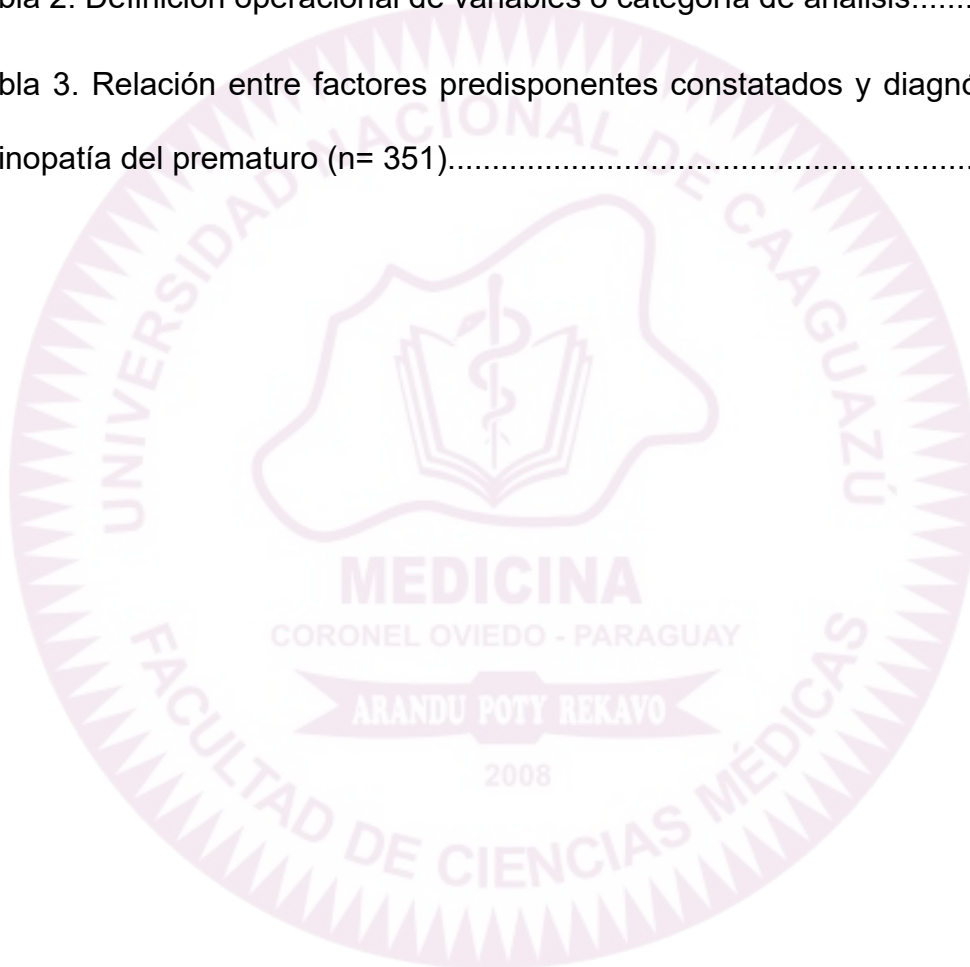 bla 2. Definición operacional de variables o categoría de análisis.......
bla 3. Relación entre factores predisponentes constatados y diagnó
inopatía del prematuro (n= 351)............................................................
UNIVERSIDAD NACIONAL DE CAAGUAZÚ
MEDICINA
CORONEL OVIEDO - PARAGUAY
ARANDU POTY REKAVO
2008
FACULTAD DE CIENCIAS MÉDICAS